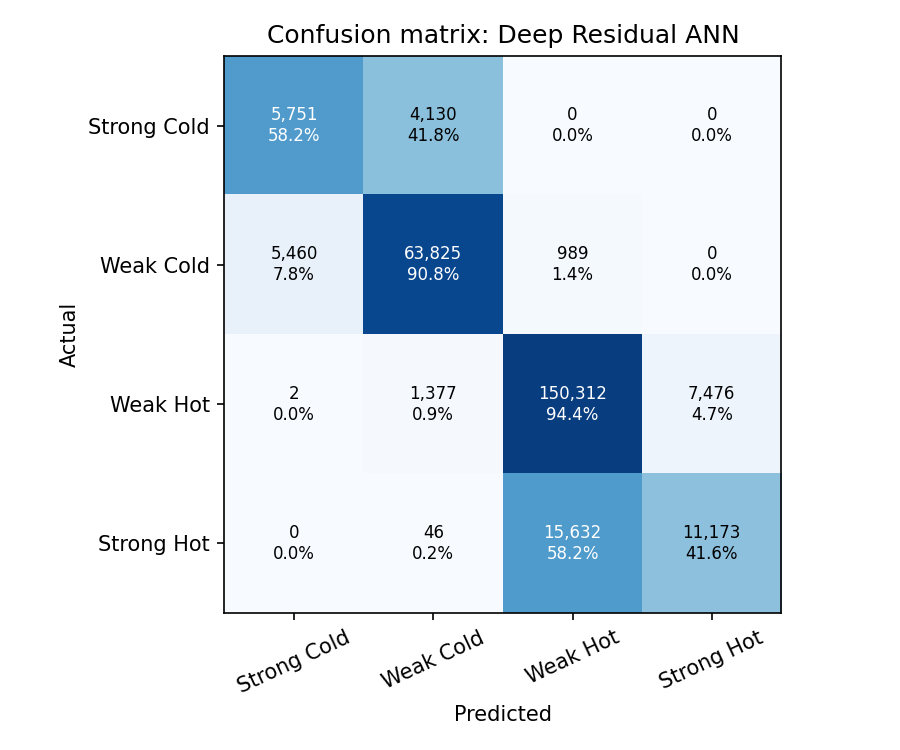 Confusion matrix: Deep Residual ANN
Actual
Strong Cold
5,751
58.2%
4,130
41.8%
0
0.0%
0
0.0%
Weak Cold
5,460
7.8%
63,825
90.8%
989
1.4%
0
0.0%
Weak Hot
2
0.0%
1,377
0.9%
150,312
94.4%
7,476
4.7%
Strong Hot
0
0.0%
46
0.2%
15,632
58.2%
11,173
41.6%
Strong Cold
Weak Cold
Weak Hot
Strong Hot
Predicted